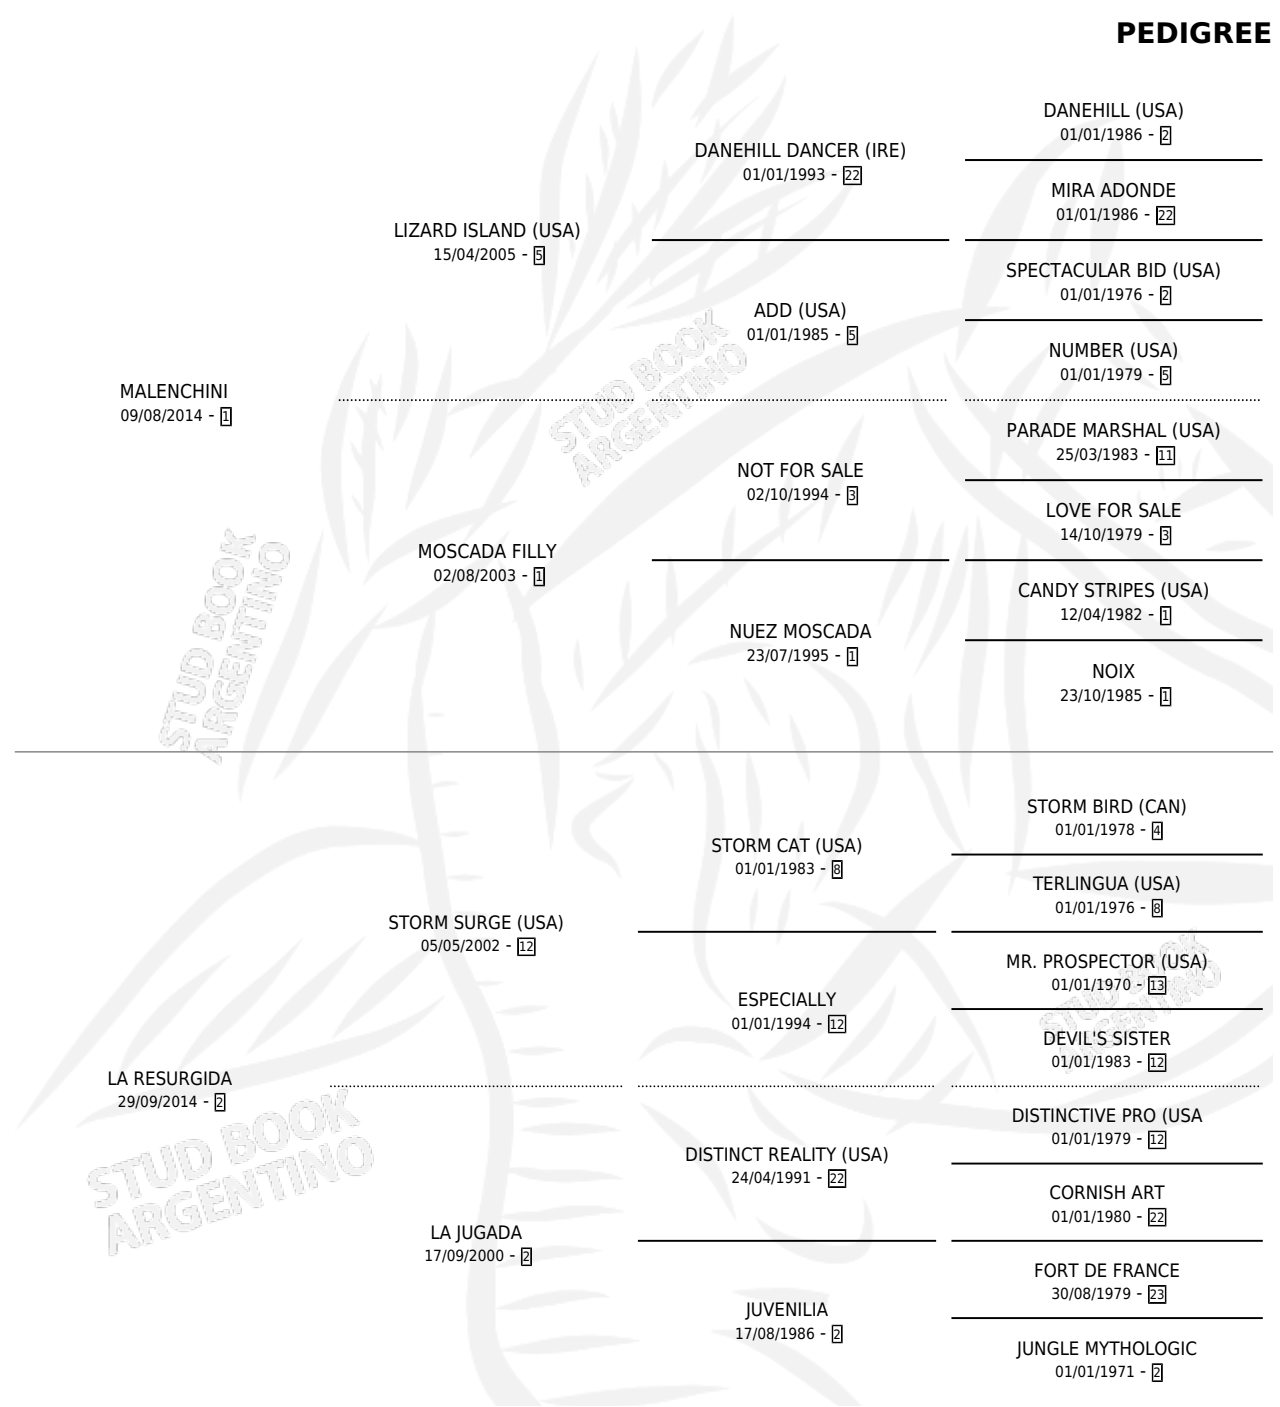 PEDIGREE
DANEHILL (USA)
01/01/1986 - 2
DANEHILL DANCER (IRE)
01/01/1993 - 22
MIRA ADONDE
01/01/1986 - 22
LIZARD ISLAND (USA)
15/04/2005 - 5
SPECTACULAR BID (USA)
01/01/1976 - 2
ADD (USA)
01/01/1985 - 5
NUMBER (USA)
01/01/1979 - 5
MALENCHINI
09/08/2014 - 1
PARADE MARSHAL (USA)
25/03/1983 - 11
NOT FOR SALE
02/10/1994 - 3
LOVE FOR SALE
14/10/1979 - 3
MOSCADA FILLY
02/08/2003 - 1
CANDY STRIPES (USA)
12/04/1982 - 1
NUEZ MOSCADA
23/07/1995 - 1
NOIX
23/10/1985 - 1
STUD BOOK
ARGENTINO
STUD BOOK
ARGENTINO
STORM BIRD (CAN)
01/01/1978 - 4
STORM CAT (USA)
01/01/1983 - 8
TERLINGUA (USA)
01/01/1976 - 8
STORM SURGE (USA)
05/05/2002 - 12
MR. PROSPECTOR (USA)
01/01/1970 - 13
ESPECIALLY
01/01/1994 - 12
DEVIL'S SISTER
01/01/1983 - 12
STUD BOOK
ARGENTINO
LA RESURGIDA
29/09/2014 - 2
DISTINCTIVE PRO (USA
01/01/1979 - 12
DISTINCT REALITY (USA)
24/04/1991 - 22
CORNISH ART
01/01/1980 - 22
LA JUGADA
17/09/2000 - 2
FORT DE FRANCE
30/08/1979 - 23
JUVENILIA
17/08/1986 - 2
JUNGLE MYTHOLOGIC
01/01/1971 - 2
STUD BOOK
ARGENTINO